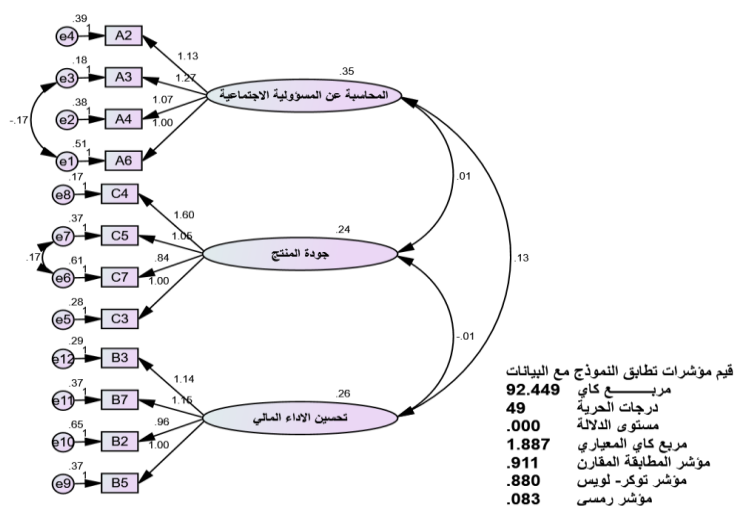 .39
e4 1 A2
1.13
.18
e3 1 A3
1.27
.35
المحاسبة عن المسؤولية الاجتماعية
.38
e2 1 A4
1.07
-.17
.51
e1 1 A6
1.00
.17
e8 1 C4
1.60
.01
.37
e7 1 C5
1.05
.24
جودة المنتج
.17
.61
e6 1 C7
.84
.13
.28
e5 1 C3
1.00
-.01
.29
e12 1 B3
1.14
.37
e11 1 B7
1.15
.26
تحسين الاداء المالي
.65
e10 1 B2
.96
.37
e9 1 B5
1.00
قيم مؤشرات تطابق النموذج مع البيانات
مربـــــع كاي 92.449
درجات الحرية 49
مستوى الدلالة .000
مربع كاي المعياري 1.887
مؤشر المطابقة المقارن .911
مؤشر توكر- لويس .880
مؤشر رمسي .083